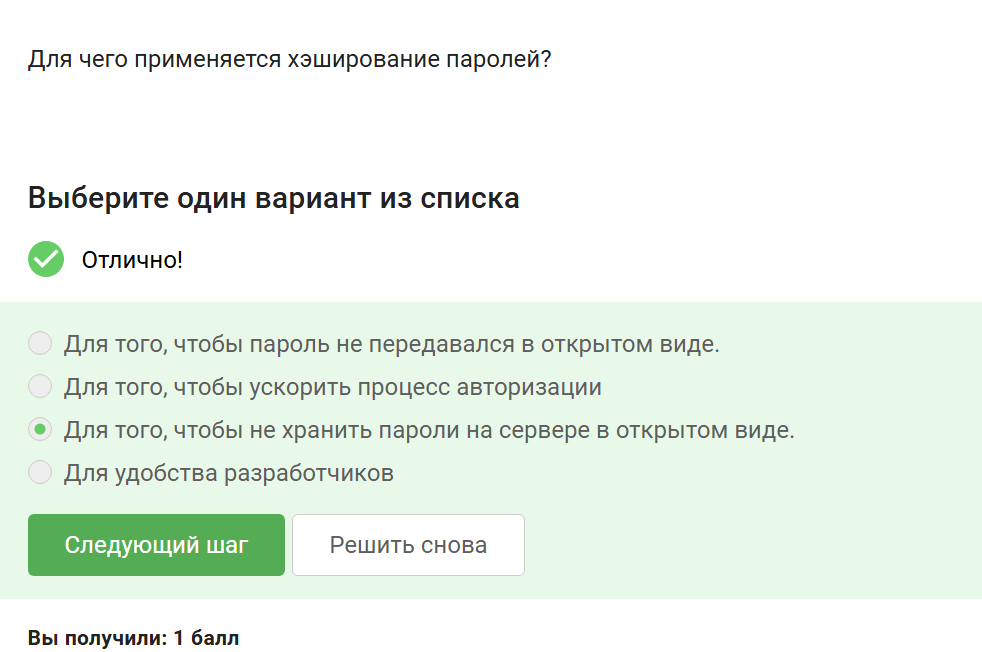 Для чего применяется хэширование паролей?
Выберите один вариант из списка
Отлично!
Для того, чтобы пароль не передавался в открытом виде.
Для того, чтобы ускорить процесс авторизации
Для того, чтобы не хранить пароли на сервере в открытом виде.
Для удобства разработчиков
Следующий шаг
Решить снова
Вы получили: 1 балл